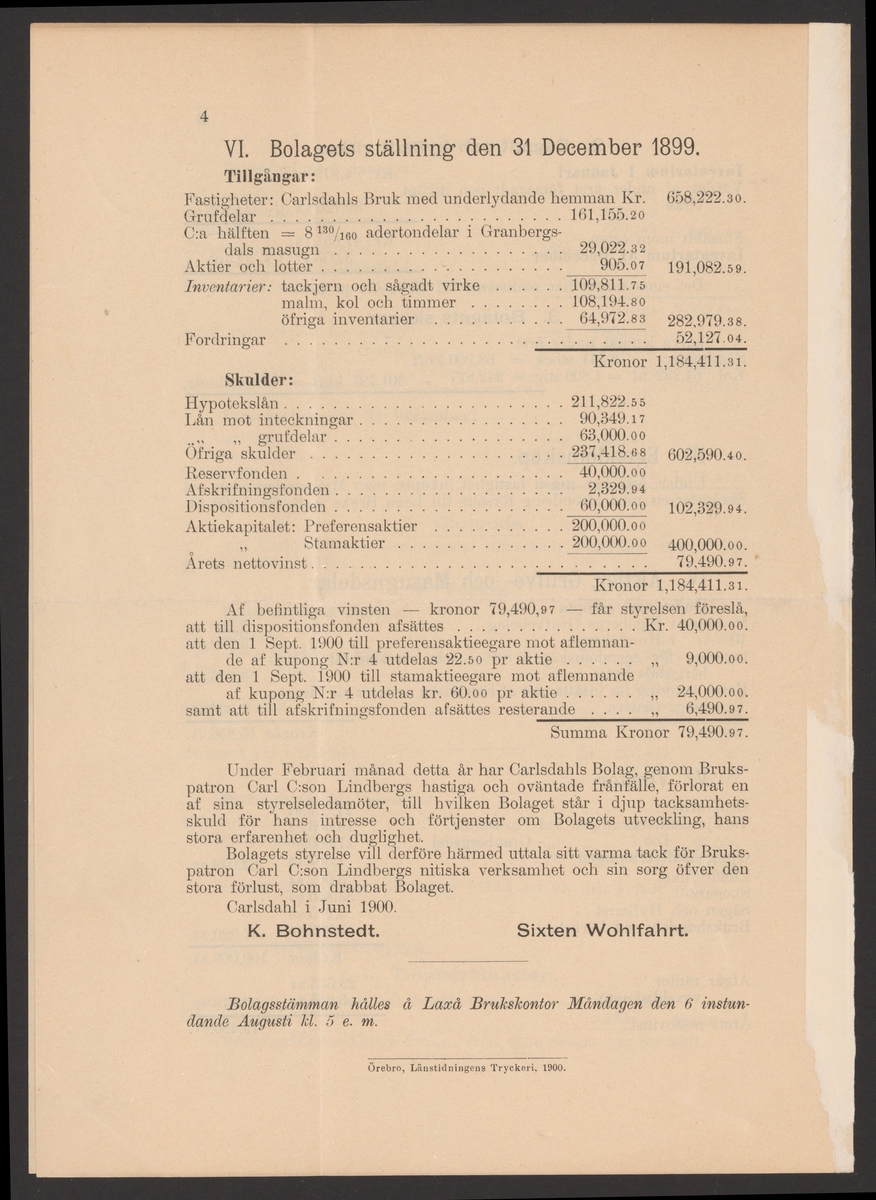 4
VI. Bolagets ställning den 31 December 1899.
Tillgångar:
Fastigheter: Carlsdahls Bruk med underlydande hemman Kr. 658,222.30.
Grufdelar . . . . . . . . . . . . . . . . . . . . . . . . 161,155.20
C:a hälften = 8 130/160 adertondelar i Granbergs-
dals masugn . . . . . . . . . . . . . . . . . . . 29,022.32
Aktier och lotter . . . . . . . . . . . . . . . . . . . . 905.07 191,082.59.
Inventarier: tackjern och sågadt virke . . . . . . 109,811.75
malm, kol och timmer . . . . . . . . 108,194.80
öfriga inventarier . . . . . . . . . . . 64,972.83 282,979.38.
Fordringar . . . . . . . . . . . . . . . . . . . . . . . . . . . . . 52,127.04.
Kronor 1,184,411.31.
Skulder:
Hypotekslån . . . . . . . . . . . . . . . . . . . . . . . 211,822.55
Lån mot inteckningar . . . . . . . . . . . . . . . . . 90,349.17
„ „ grufdelar . . . . . . . . . . . . . . . . . . . 63,000.00
Öfriga skulder . . . . . . . . . . . . . . . . . . . . . 237,418.68 602,590.40.
Reservfonden . . . . . . . . . . . . . . . . . . . . . . 40,000.00
Afskrifningsfonden . . . . . . . . . . . . . . . . . . . 2,329.94
Dispositionsfonden . . . . . . . . . . . . . . . . . . . 60,000.00 102,329.94.
Aktiekapitalet: Preferensaktier . . . . . . . . . . . 200,000.00
„ Stamaktier . . . . . . . . . . . . . . 200,000.00 400,000.00.
Årets nettovinst . . . . . . . . . . . . . . . . . . . . . . . . . . . 79,490.97.
Kronor 1,184,411.31.
Af befintliga vinsten — kronor 79,490,97 — får styrelsen föreslå,
att till dispositionsfonden afsättes . . . . . . . . . . . . . . . Kr. 40,000.00.
att den 1 Sept. 1900 till preferensaktieegare mot aflemnan-
de af kupong N:r 4 utdelas 22.50 pr aktie . . . . . . „ 9,000.00.
att den 1 Sept. 1900 till stamaktieegare mot aflemnande
af kupong N:r 4 utdelas kr. 60.00 pr aktie . . . . . . „ 24,000.00.
samt att till afskrifningsfonden afsättes resterande . . . . „ 6,490.97.
Summa Kronor 79,490.97.
Under Februari månad detta år har Carlsdahls Bolag, genom Bruks-
patron Carl C:son Lindbergs hastiga och oväntade frånfälle, förlorat en
af sina styrelseledamöter, till hvilken Bolaget står i djup tacksamhets-
skuld för hans intresse och förtjenster om Bolagets utveckling, hans
stora erfarenhet och duglighet.
Bolagets styrelse vill derföre härmed uttala sitt varma tack för Bruks-
patron Carl C:son Lindbergs nitiska verksamhet och sin sorg öfver den
stora förlust, som drabbat Bolaget.
Carlsdahl i Juni 1900.
K. Bohnstedt. Sixten Wohlfahrt.
Bolagsstämman hålles å Laxå Brukskontor Måndagen den 6 instun-
dande Augusti kl. 5 e. m.
Örebro, Länstidningens Tryckeri, 1900.